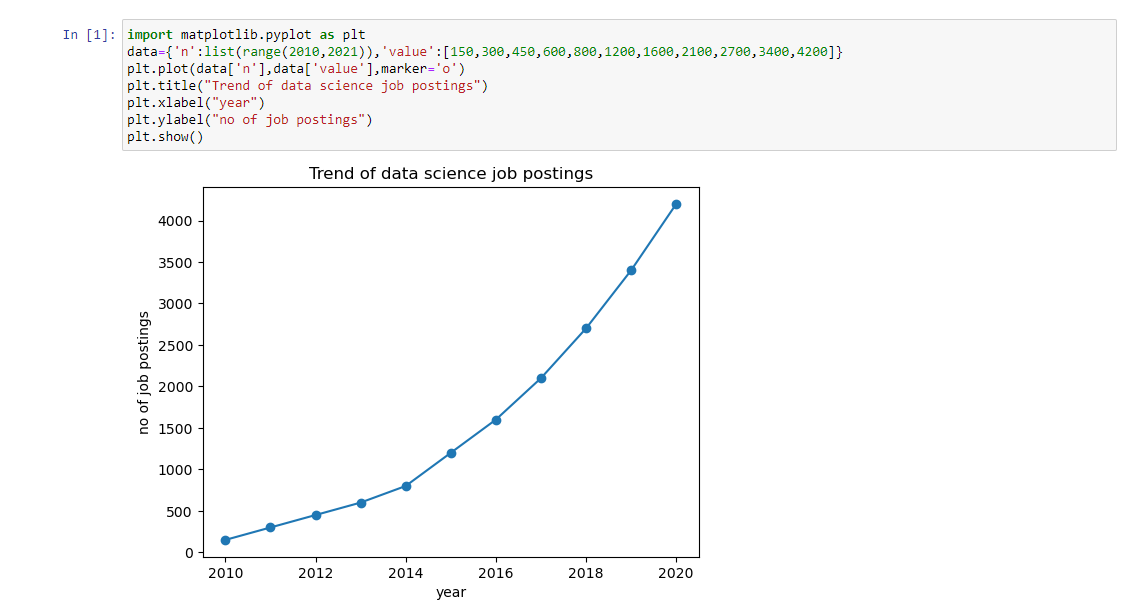 In [1]: import matplotlib.pyplot as plt
data={'n':list(range(2010,2021)),'value':[150,300,450,600,800,1200,1600,2100,2700,3400,4200]}
plt.plot(data['n'],data['value'],marker='o')
plt.title("Trend of data science job postings")
plt.xlabel("year")
plt.ylabel("no of job postings")
plt.show()
Trend of data science job postings
4000
3500
3000
2500
2000
1500
1000
500
0
no of job postings
2010 2012 2014 2016 2018 2020
year